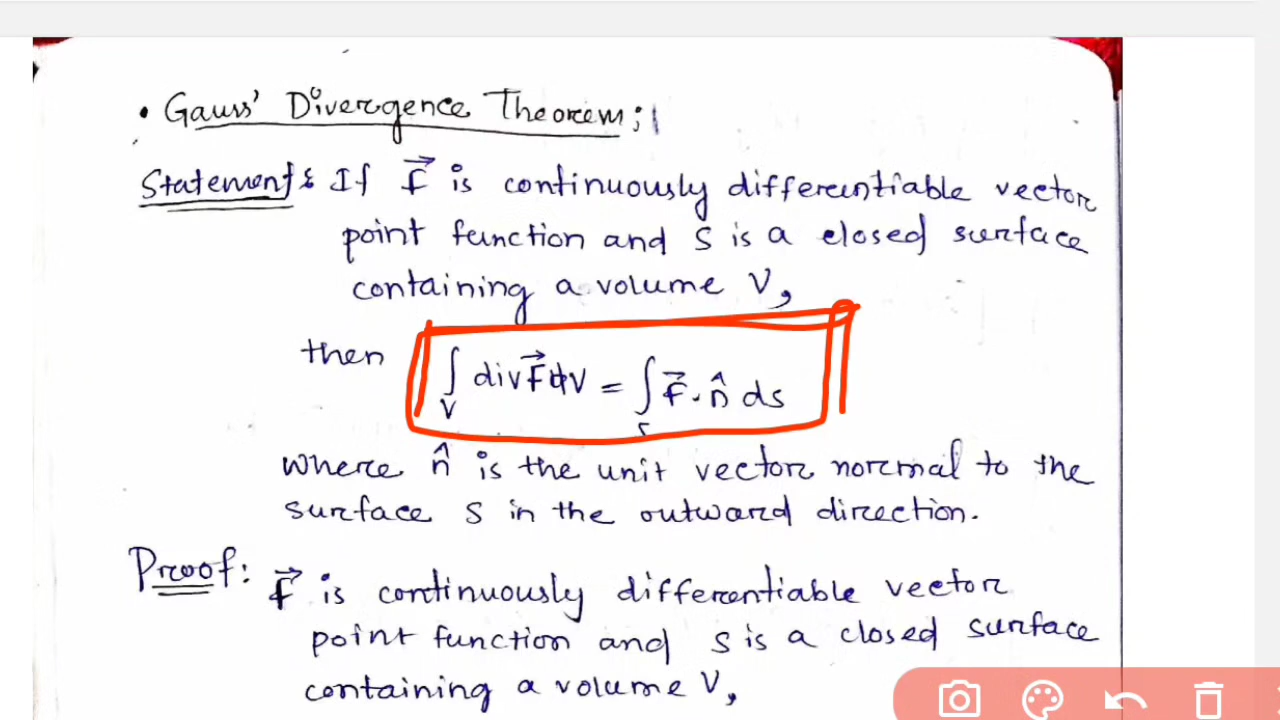 • Gauss' Divergence Theorem :
Statement : If F⃗ is continuously differentiable vector
point function and S is a closed surface
containing a volume V,
then ∫_V div F⃗ dV = ∫_S F⃗ . n̂ ds
where n̂ is the unit vector normal to the
surface S in the outward direction.
Proof : F⃗ is continuously differentiable vector
point function and S is a closed surface
containing a volume V,